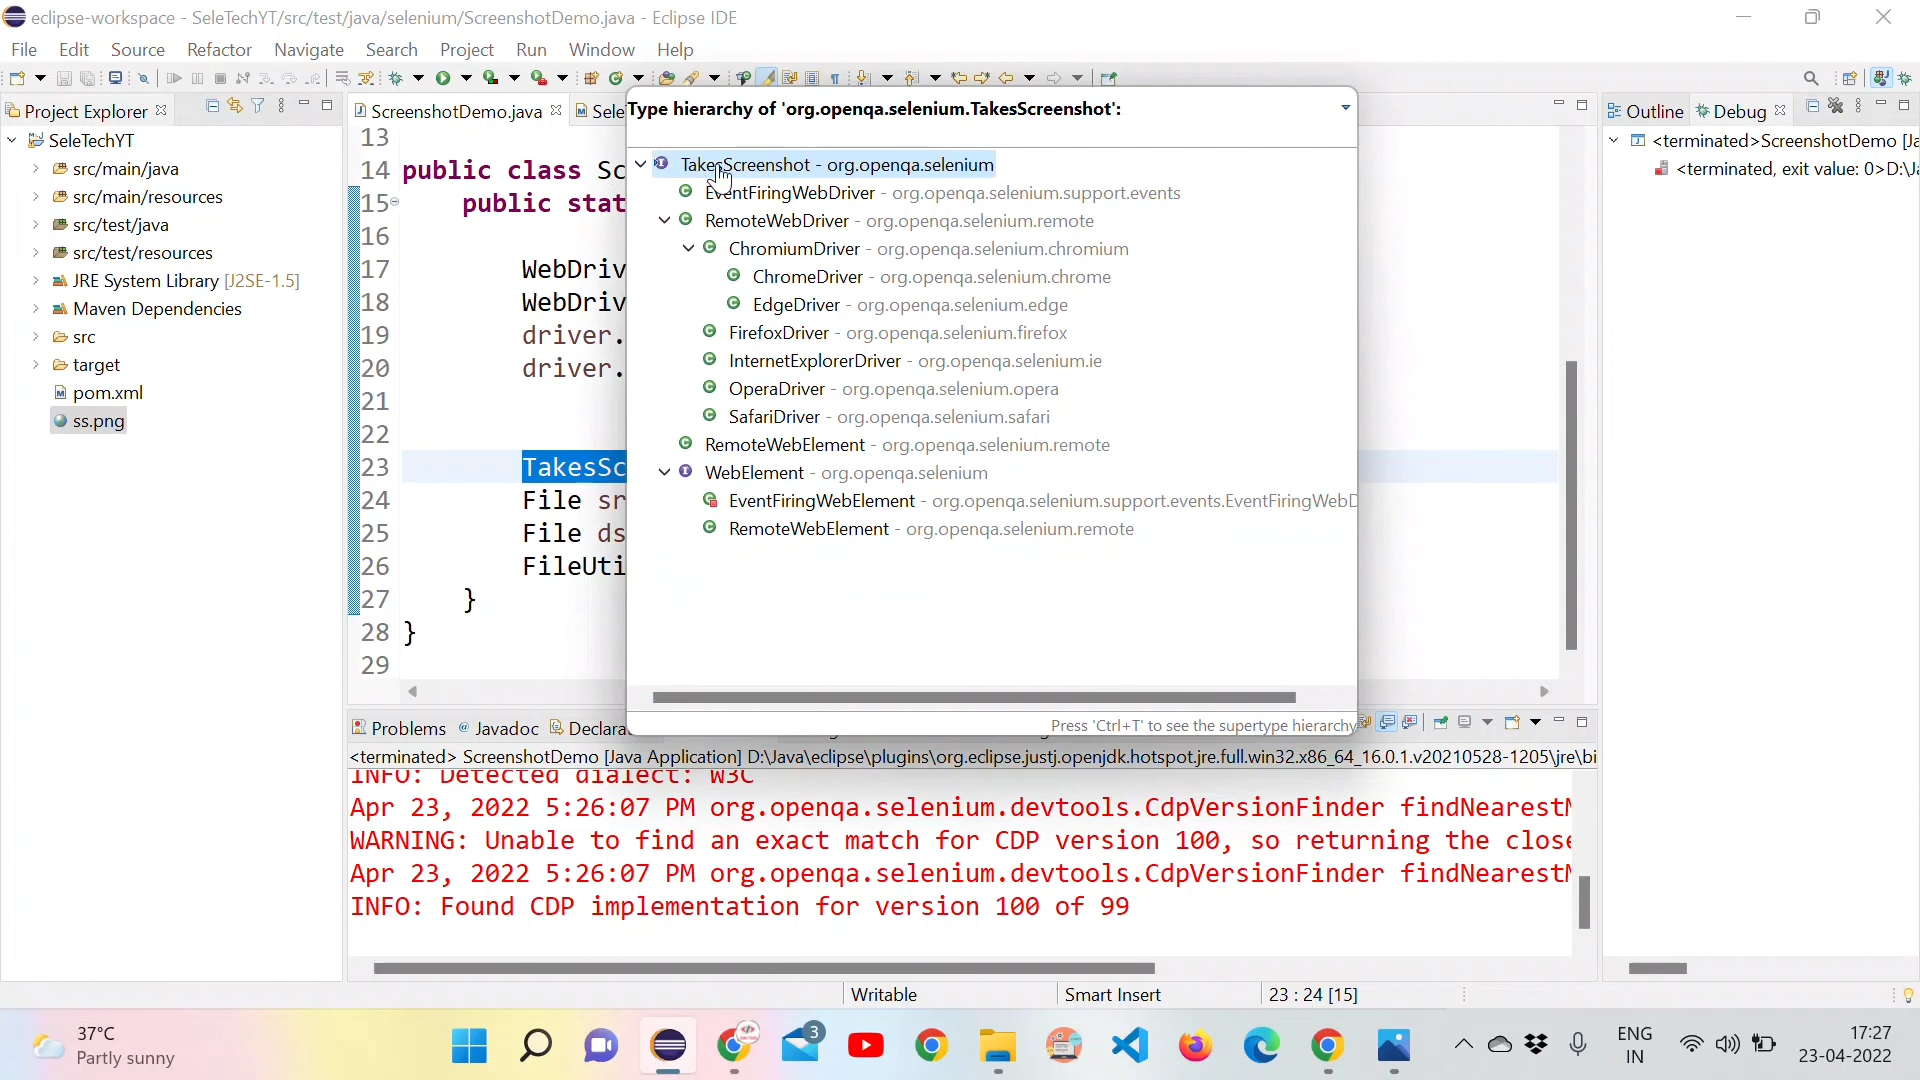 eclipse-workspace - SeleTechYT/src/test/java/selenium/ScreenshotDemo.java - Eclipse IDE
File Edit Source Refactor Navigate Search Project Run Window Help
Project Explorer
SeleTechYT
src/main/java
src/main/resources
src/test/java
src/test/resources
JRE System Library [J2SE-1.5]
Maven Dependencies
src
target
pom.xml
ss.png
ScreenshotDemo.java
Sele
13
14 public class Sc
15 public stat
16
17 WebDriv
18 WebDriv
19 driver.
20 driver.
21
22
23 TakesSc
24 File sr
25 File ds
26 FileUti
27 }
28 }
29
Type hierarchy of 'org.openqa.selenium.TakesScreenshot':
TakesScreenshot - org.openqa.selenium
EventFiringWebDriver - org.openqa.selenium.support.events
RemoteWebDriver - org.openqa.selenium.remote
ChromiumDriver - org.openqa.selenium.chromium
ChromeDriver - org.openqa.selenium.chrome
EdgeDriver - org.openqa.selenium.edge
FirefoxDriver - org.openqa.selenium.firefox
InternetExplorerDriver - org.openqa.selenium.ie
OperaDriver - org.openqa.selenium.opera
SafariDriver - org.openqa.selenium.safari
RemoteWebElement - org.openqa.selenium.remote
WebElement - org.openqa.selenium
EventFiringWebElement - org.openqa.selenium.support.events.EventFiringWebD
RemoteWebElement - org.openqa.selenium.remote
Press 'Ctrl+T' to see the supertype hierarchy
Outline Debug
<terminated>ScreenshotDemo [Ja
<terminated, exit value: 0>D:\Ja
Problems @ Javadoc Declara
<terminated> ScreenshotDemo [Java Application] D:\Java\eclipse\plugins\org.eclipse.justj.openjdk.hotspot.jre.full.win32.x86_64_16.0.1.v20210528-1205\jre\bi
INFO: Detected dialect: W3C
Apr 23, 2022 5:26:07 PM org.openqa.selenium.devtools.CdpVersionFinder findNearestM
WARNING: Unable to find an exact match for CDP version 100, so returning the close
Apr 23, 2022 5:26:07 PM org.openqa.selenium.devtools.CdpVersionFinder findNearestM
INFO: Found CDP implementation for version 100 of 99
Writable Smart Insert 23 : 24 [15]
37°C
Partly sunny
3
ENG
IN
17:27
23-04-2022